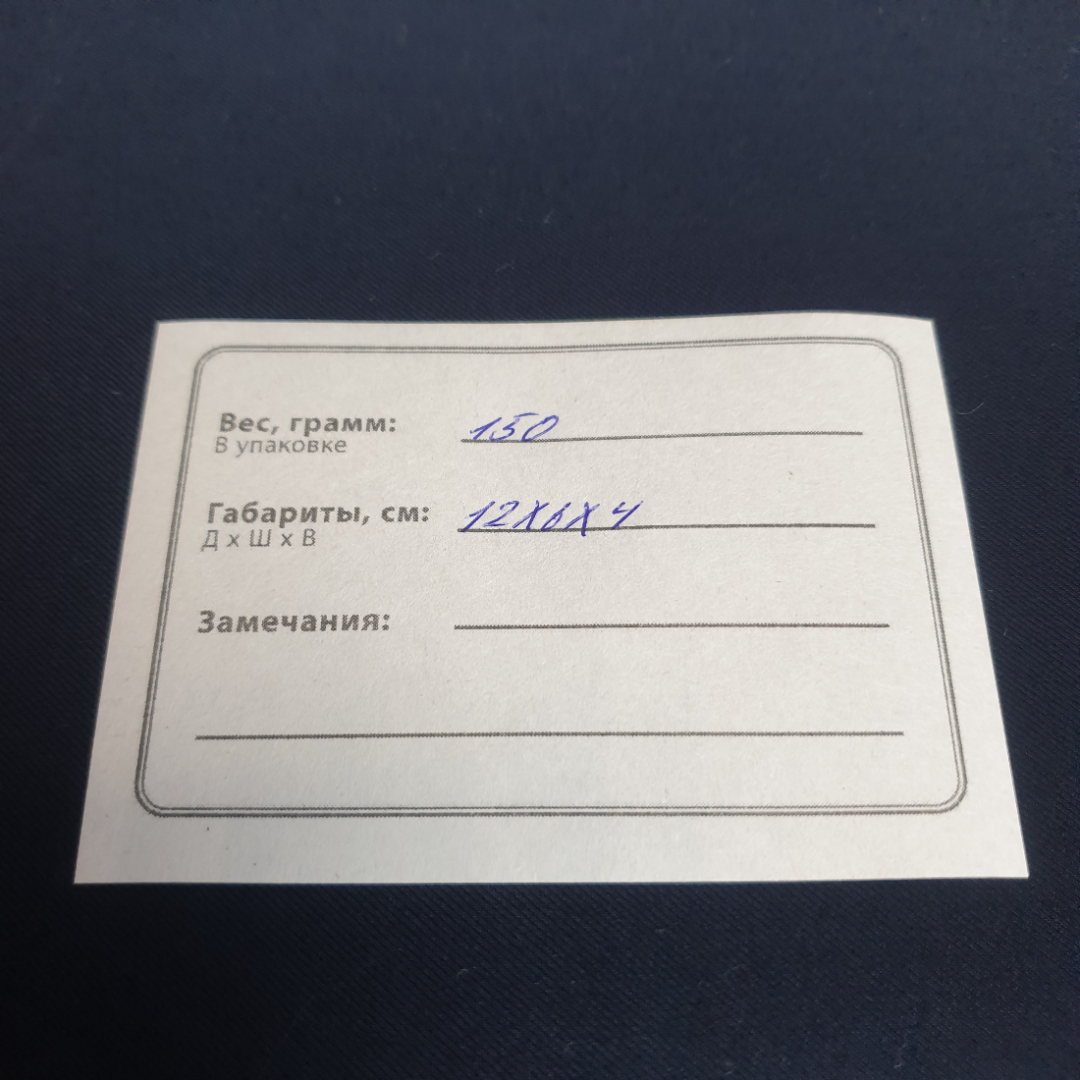 Вес, грамм: 150
В упаковке
Габариты, см: 12х6х4
Д х Ш х В
Замечания: